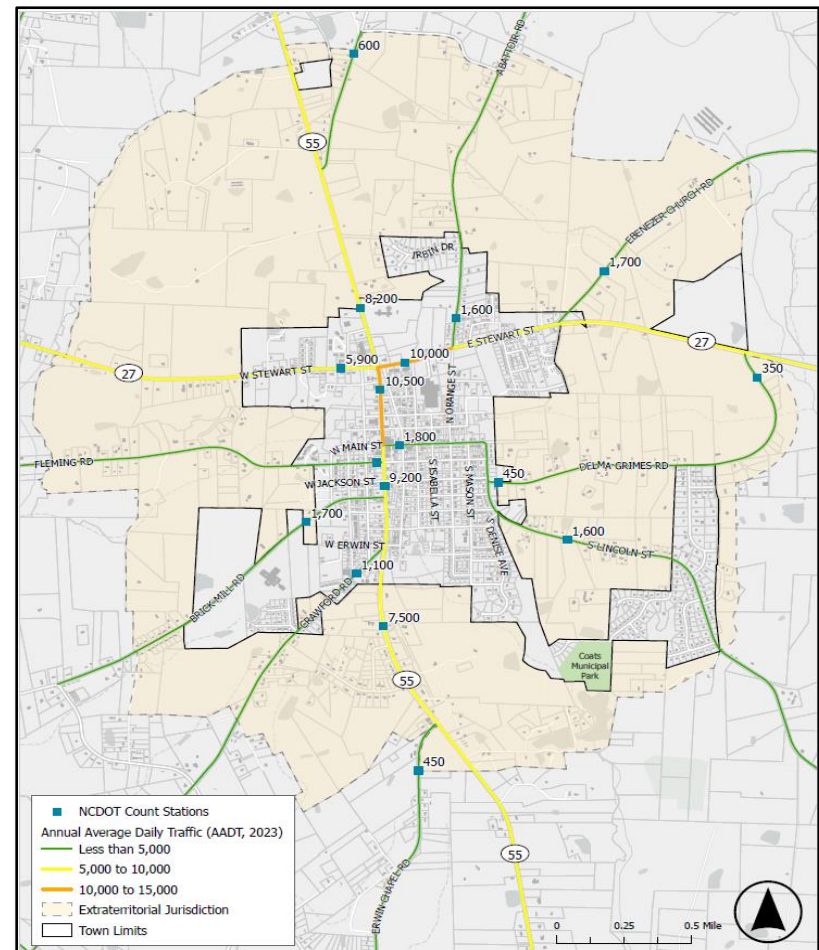 600
ABATTOIR RD
55
EBENEZER CHURCH RD
1,700
URBIN DR
8,200
1,600
E STEWART ST
10,000
27
5,900
W STEWART ST
27
350
10,500
N ORANGE ST
1,800
W MAIN ST
FLEMING RD
DELMA GRIMES RD
450
S ISABELLA ST
S MASON ST
W JACKSON ST
9,200
1,700
S DENISE AVE
1,600
S LINCOLN ST
W ERWIN ST
1,100
BRICK MILL RD
CRAWFORD RD
7,500
Coats
Municipal
Park
55
450
55
ERWIN CHAPEL RD
NCDOT Count Stations
Annual Average Daily Traffic (AADT, 2023)
Less than 5,000
5,000 to 10,000
10,000 to 15,000
Extraterritorial Jurisdiction
Town Limits
0 0.25 0.5 Mile